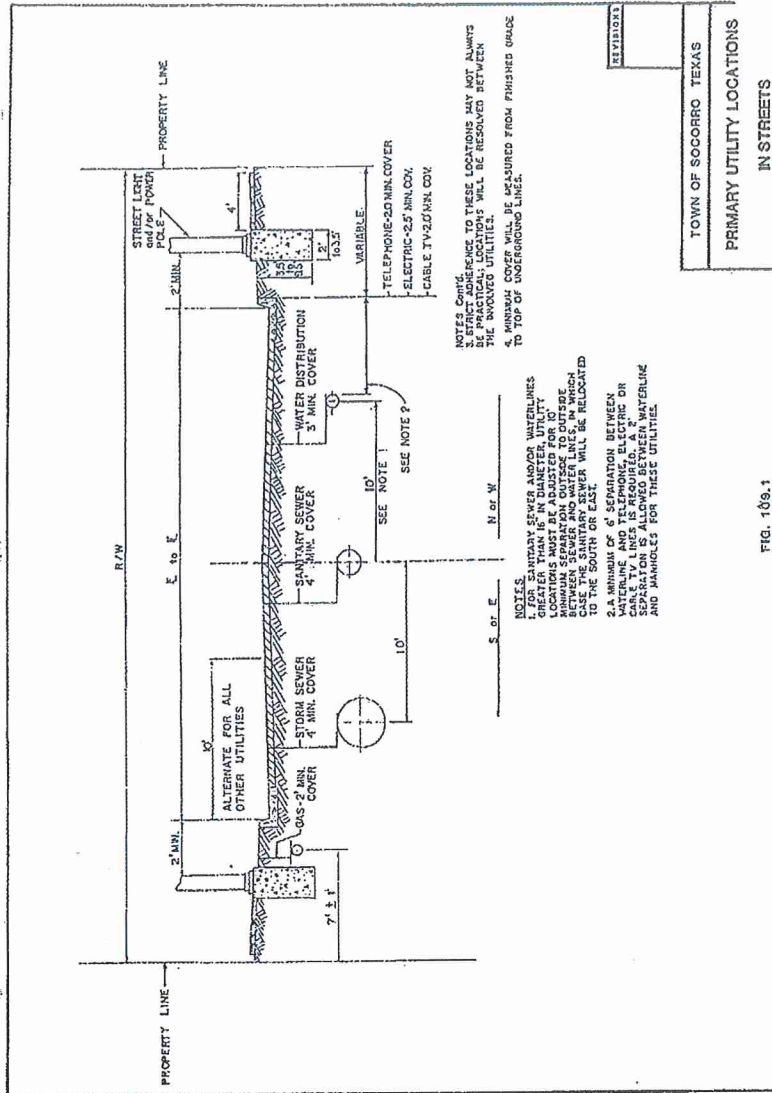 R/W
PROPERTY LINE
PROPERTY LINE
STREET LIGHT
and/or POWER
POLE
2' MIN.
2' MIN.
4'
10'
ALTERNATE FOR ALL
OTHER UTILITIES
2'
to 3.5'
VARIABLE
GAS-2' MIN.
COVER
STORM SEWER
4' MIN. COVER
SANITARY SEWER
4' MIN. COVER
WATER DISTRIBUTION
3' MIN. COVER
7' ± 1'
10'
10'
SEE NOTE 1
SEE NOTE 2
TELEPHONE-2.0 MIN. COVER
ELECTRIC-2.5' MIN. COV.
CABLE TV-2.0' MIN. COV.
S or E
N or W
NOTES
1. FOR SANITARY SEWER AND/OR WATERLINES
GREATER THAN 16" IN DIAMETER, UTILITY
LOCATIONS MUST BE ADJUSTED FOR 10'
MINIMUM SEPARATION OUTSIDE TO OUTSIDE
BETWEEN SEWER AND WATER LINES, IN WHICH
CASE THE SANITARY SEWER WILL BE RELOCATED
TO THE SOUTH OR EAST.
2. A MINIMUM OF 6' SEPARATION BETWEEN
WATERLINE AND TELEPHONE, ELECTRIC OR
CABLE TV LINES IS REQUIRED. A 2'
SEPARATION IS ALLOWED BETWEEN WATERLINE
AND MANHOLES FOR THESE UTILITIES.
NOTES Cont'd.
3. STRICT ADHERENCE TO THESE LOCATIONS MAY NOT ALWAYS
BE PRACTICAL; LOCATIONS WILL BE RESOLVED BETWEEN
THE INVOLVED UTILITIES.
4. MINIMUM COVER WILL BE MEASURED FROM FINISHED GRADE
TO TOP OF UNDERGROUND LINES.
REVISIONS
TOWN OF SOCORRO TEXAS
PRIMARY UTILITY LOCATIONS
IN STREETS
FIG. 109.1